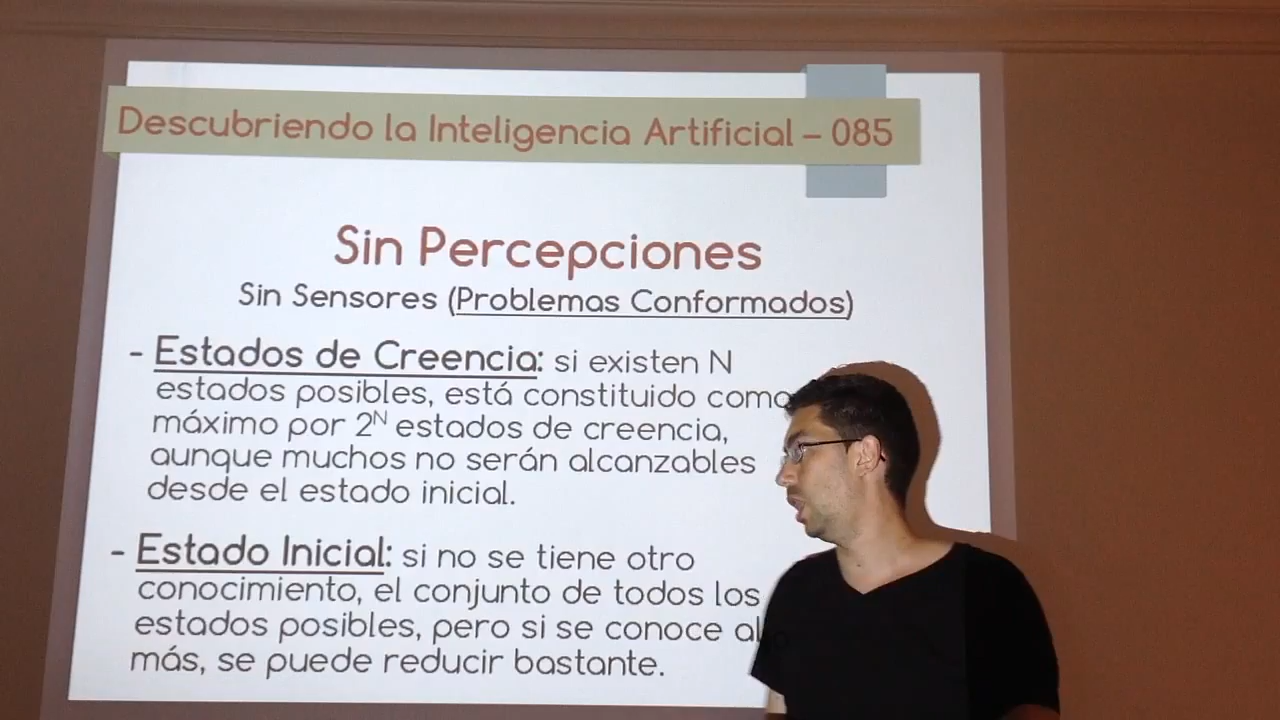 Descubriendo la Inteligencia Artificial – 085
Sin Percepciones
Sin Sensores (Problemas Conformados)
- Estados de Creencia: si existen N
estados posibles, está constituido como
máximo por 2ᴺ estados de creencia,
aunque muchos no serán alcanzables
desde el estado inicial.
- Estado Inicial: si no se tiene otro
conocimiento, el conjunto de todos los
estados posibles, pero si se conoce
más, se puede reducir bastante.